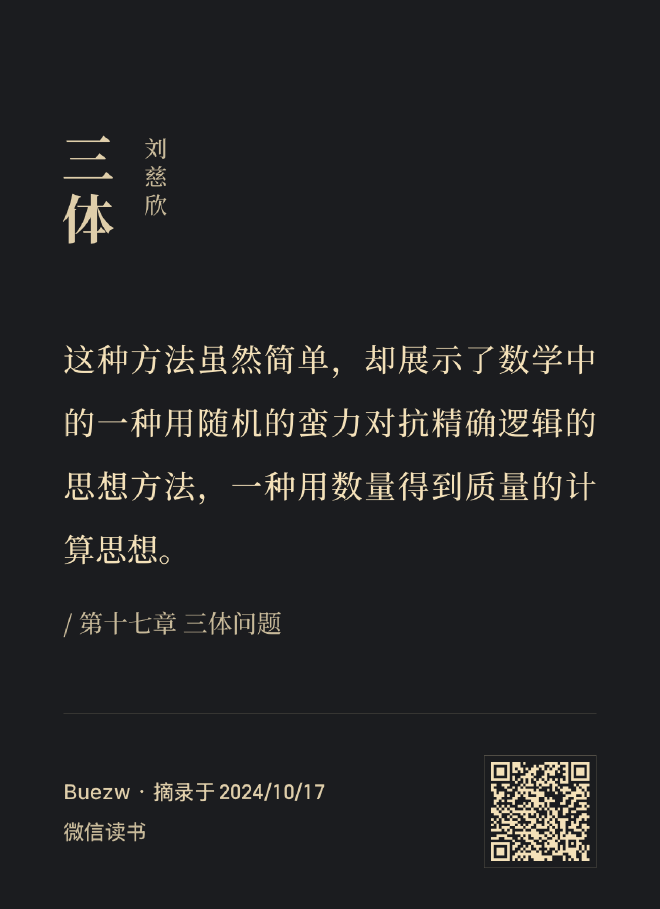 三体
刘慈欣
这种方法虽然简单，却展示了数学中
的一种用随机的蛮力对抗精确逻辑的
思想方法，一种用数量得到质量的计
算思想。
/ 第十七章 三体问题
Buezw · 摘录于 2024/10/17
微信读书